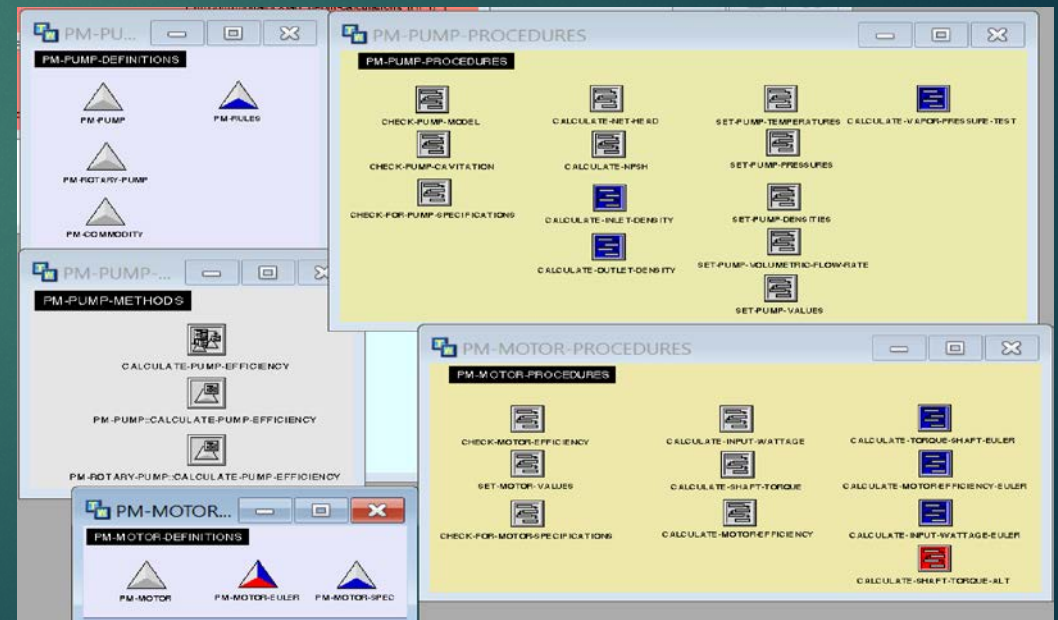 PM-PU...
PM-PUMP-DEFINITIONS
PM-PUMP
PM-RULES
PM-ROTARY-PUMP
PM-COMMODITY
PM-PUMP-PROCEDURES
PM-PUMP-PROCEDURES
CHECK-PUMP-MODEL
CALCULATE-NET-HEAD
SET-PUMP-TEMPERATURES
CALCULATE-VAPOR-PRESSURE-TEST
CHECK-PUMP-CAVITATION
CALCULATE-NPSH
SET-PUMP-PRESSURES
CHECK-FOR-PUMP-SPECIFICATIONS
CALCULATE-INLET-DENSITY
SET-PUMP-DENSITIES
CALCULATE-OUTLET-DENSITY
SET-PUMP-VOLUMETRIC-FLOW-RATE
SET-PUMP-VALUES
PM-PUMP-...
PM-PUMP-METHODS
CALCULATE-PUMP-EFFICIENCY
PM-PUMP::CALCULATE-PUMP-EFFICIENCY
PM-ROTARY-PUMP::CALCULATE-PUMP-EFFICIENCY
PM-MOTOR-PROCEDURES
PM-MOTOR-PROCEDURES
CHECK-MOTOR-EFFICIENCY
CALCULATE-INPUT-WATTAGE
CALCULATE-TORQUE-SHAFT-EULER
SET-MOTOR-VALUES
CALCULATE-SHAFT-TORQUE
CALCULATE-MOTOR-EFFICIENCY-EULER
CHECK-FOR-MOTOR-SPECIFICATIONS
CALCULATE-MOTOR-EFFICIENCY
CALCULATE-INPUT-WATTAGE-EULER
CALCULATE-SHAFT-TORQUE-ALT
PM-MOTOR...
PM-MOTOR-DEFINITIONS
PM-MOTOR
PM-MOTOR-EULER
PM-MOTOR-SPEC